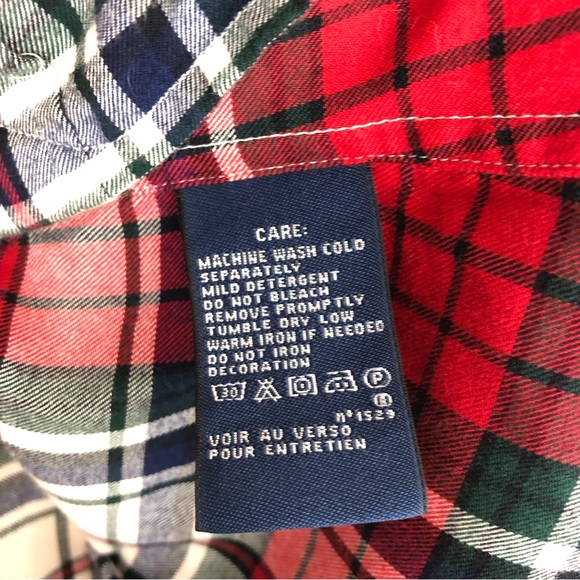 CARE:
MACHINE WASH COLD
SEPARATELY
MILD DETERGENT
DO NOT BLEACH
REMOVE PROMPTLY
TUMBLE DRY LOW
WARM IRON IF NEEDED
DO NOT IRON
DECORATION
30 P
nº1529
VOIR AU VERSO
POUR ENTRETIEN